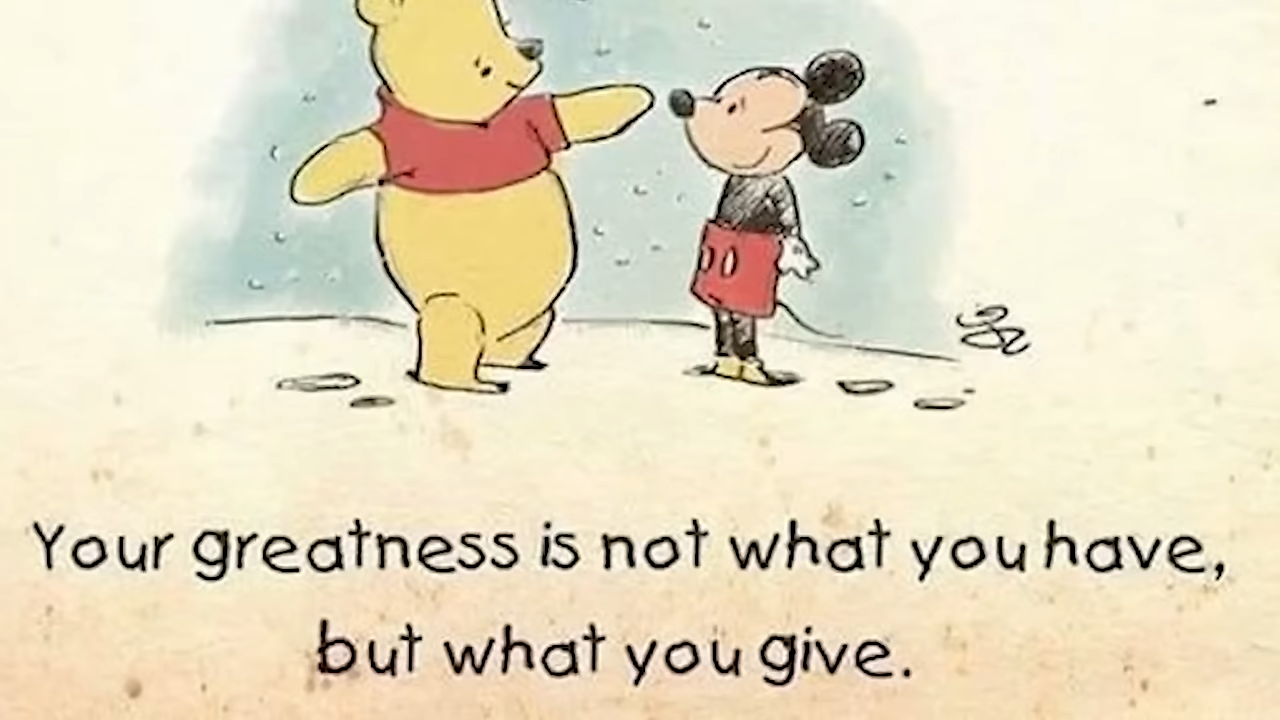 Your greatness is not what you have,
but what you give.